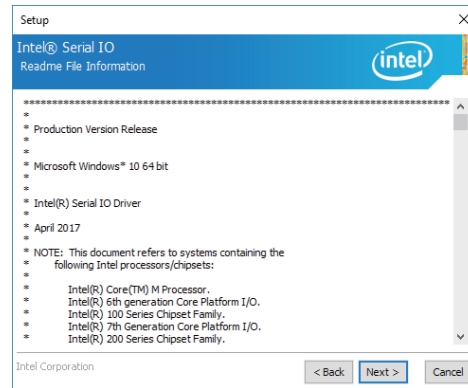 Setup
Intel® Serial IO
Readme File Information
intel
*******************************************************************************
*
* Production Version Release
*
*
* Microsoft Windows* 10 64 bit
*
*
* Intel(R) Serial IO Driver
*
* April 2017
*
* NOTE: This document refers to systems containing the
* following Intel processors/chipsets:
*
* Intel(R) Core(TM) M Processor.
* Intel(R) 6th generation Core Platform I/O.
* Intel(R) 100 Series Chipset Family.
* Intel(R) 7th Generation Core Platform I/O.
* Intel(R) 200 Series Chipset Family.
Intel Corporation
< Back
Next >
Cancel